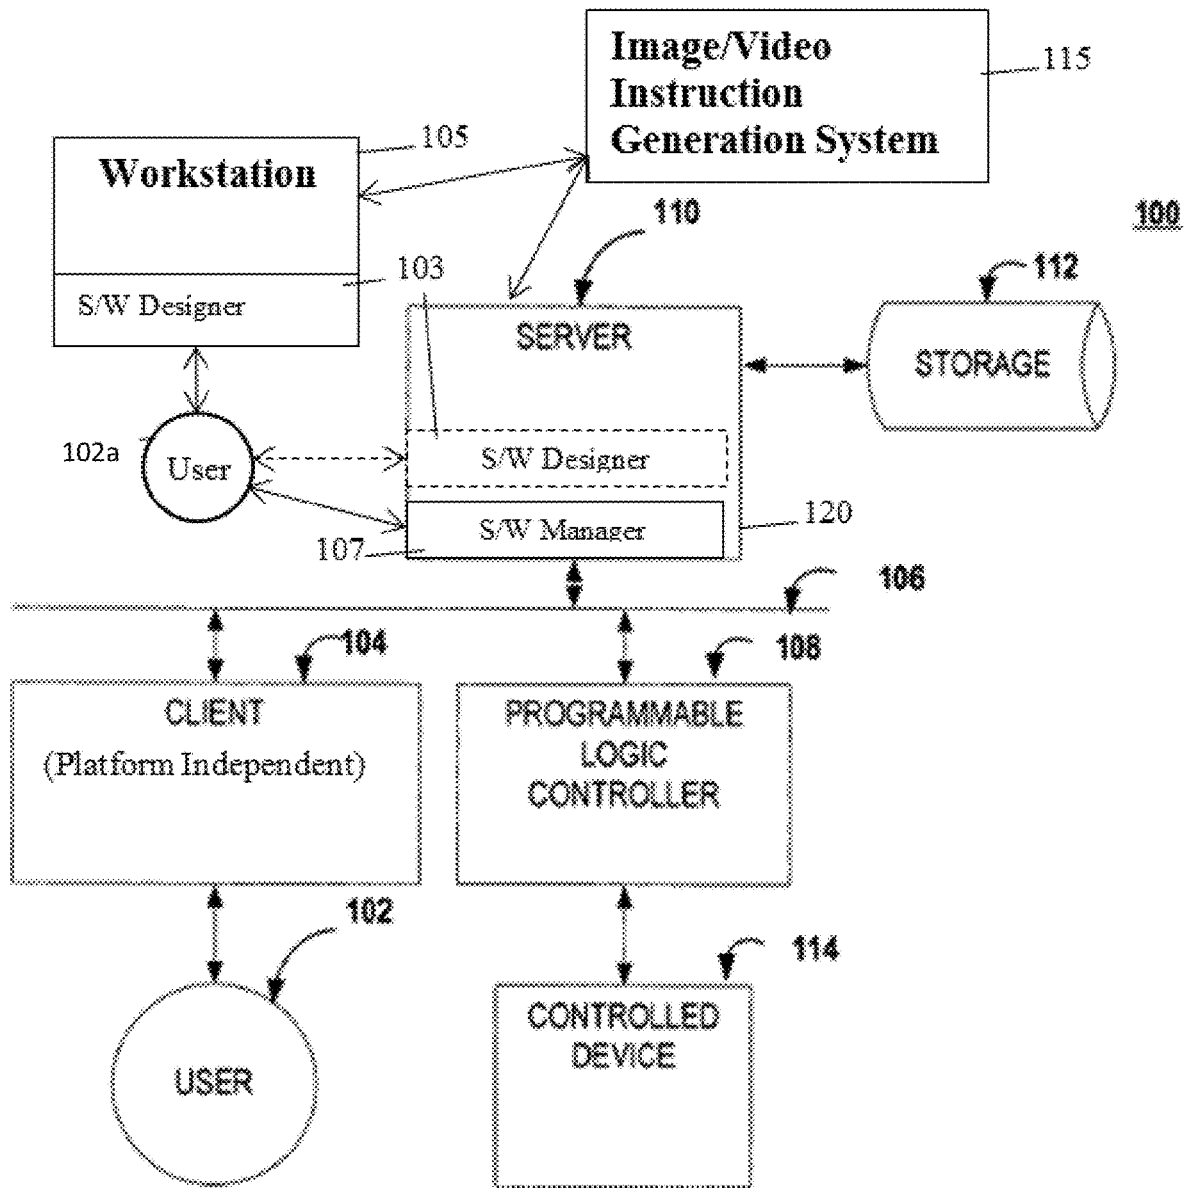 Image/Video
Instruction
Generation System
115
105
Workstation
110
100
103
S/W Designer
112
SERVER
STORAGE
102a
User
S/W Designer
S/W Manager
120
107
106
104
108
CLIENT
(Platform Independent)
PROGRAMMABLE
LOGIC
CONTROLLER
102
114
USER
CONTROLLED
DEVICE